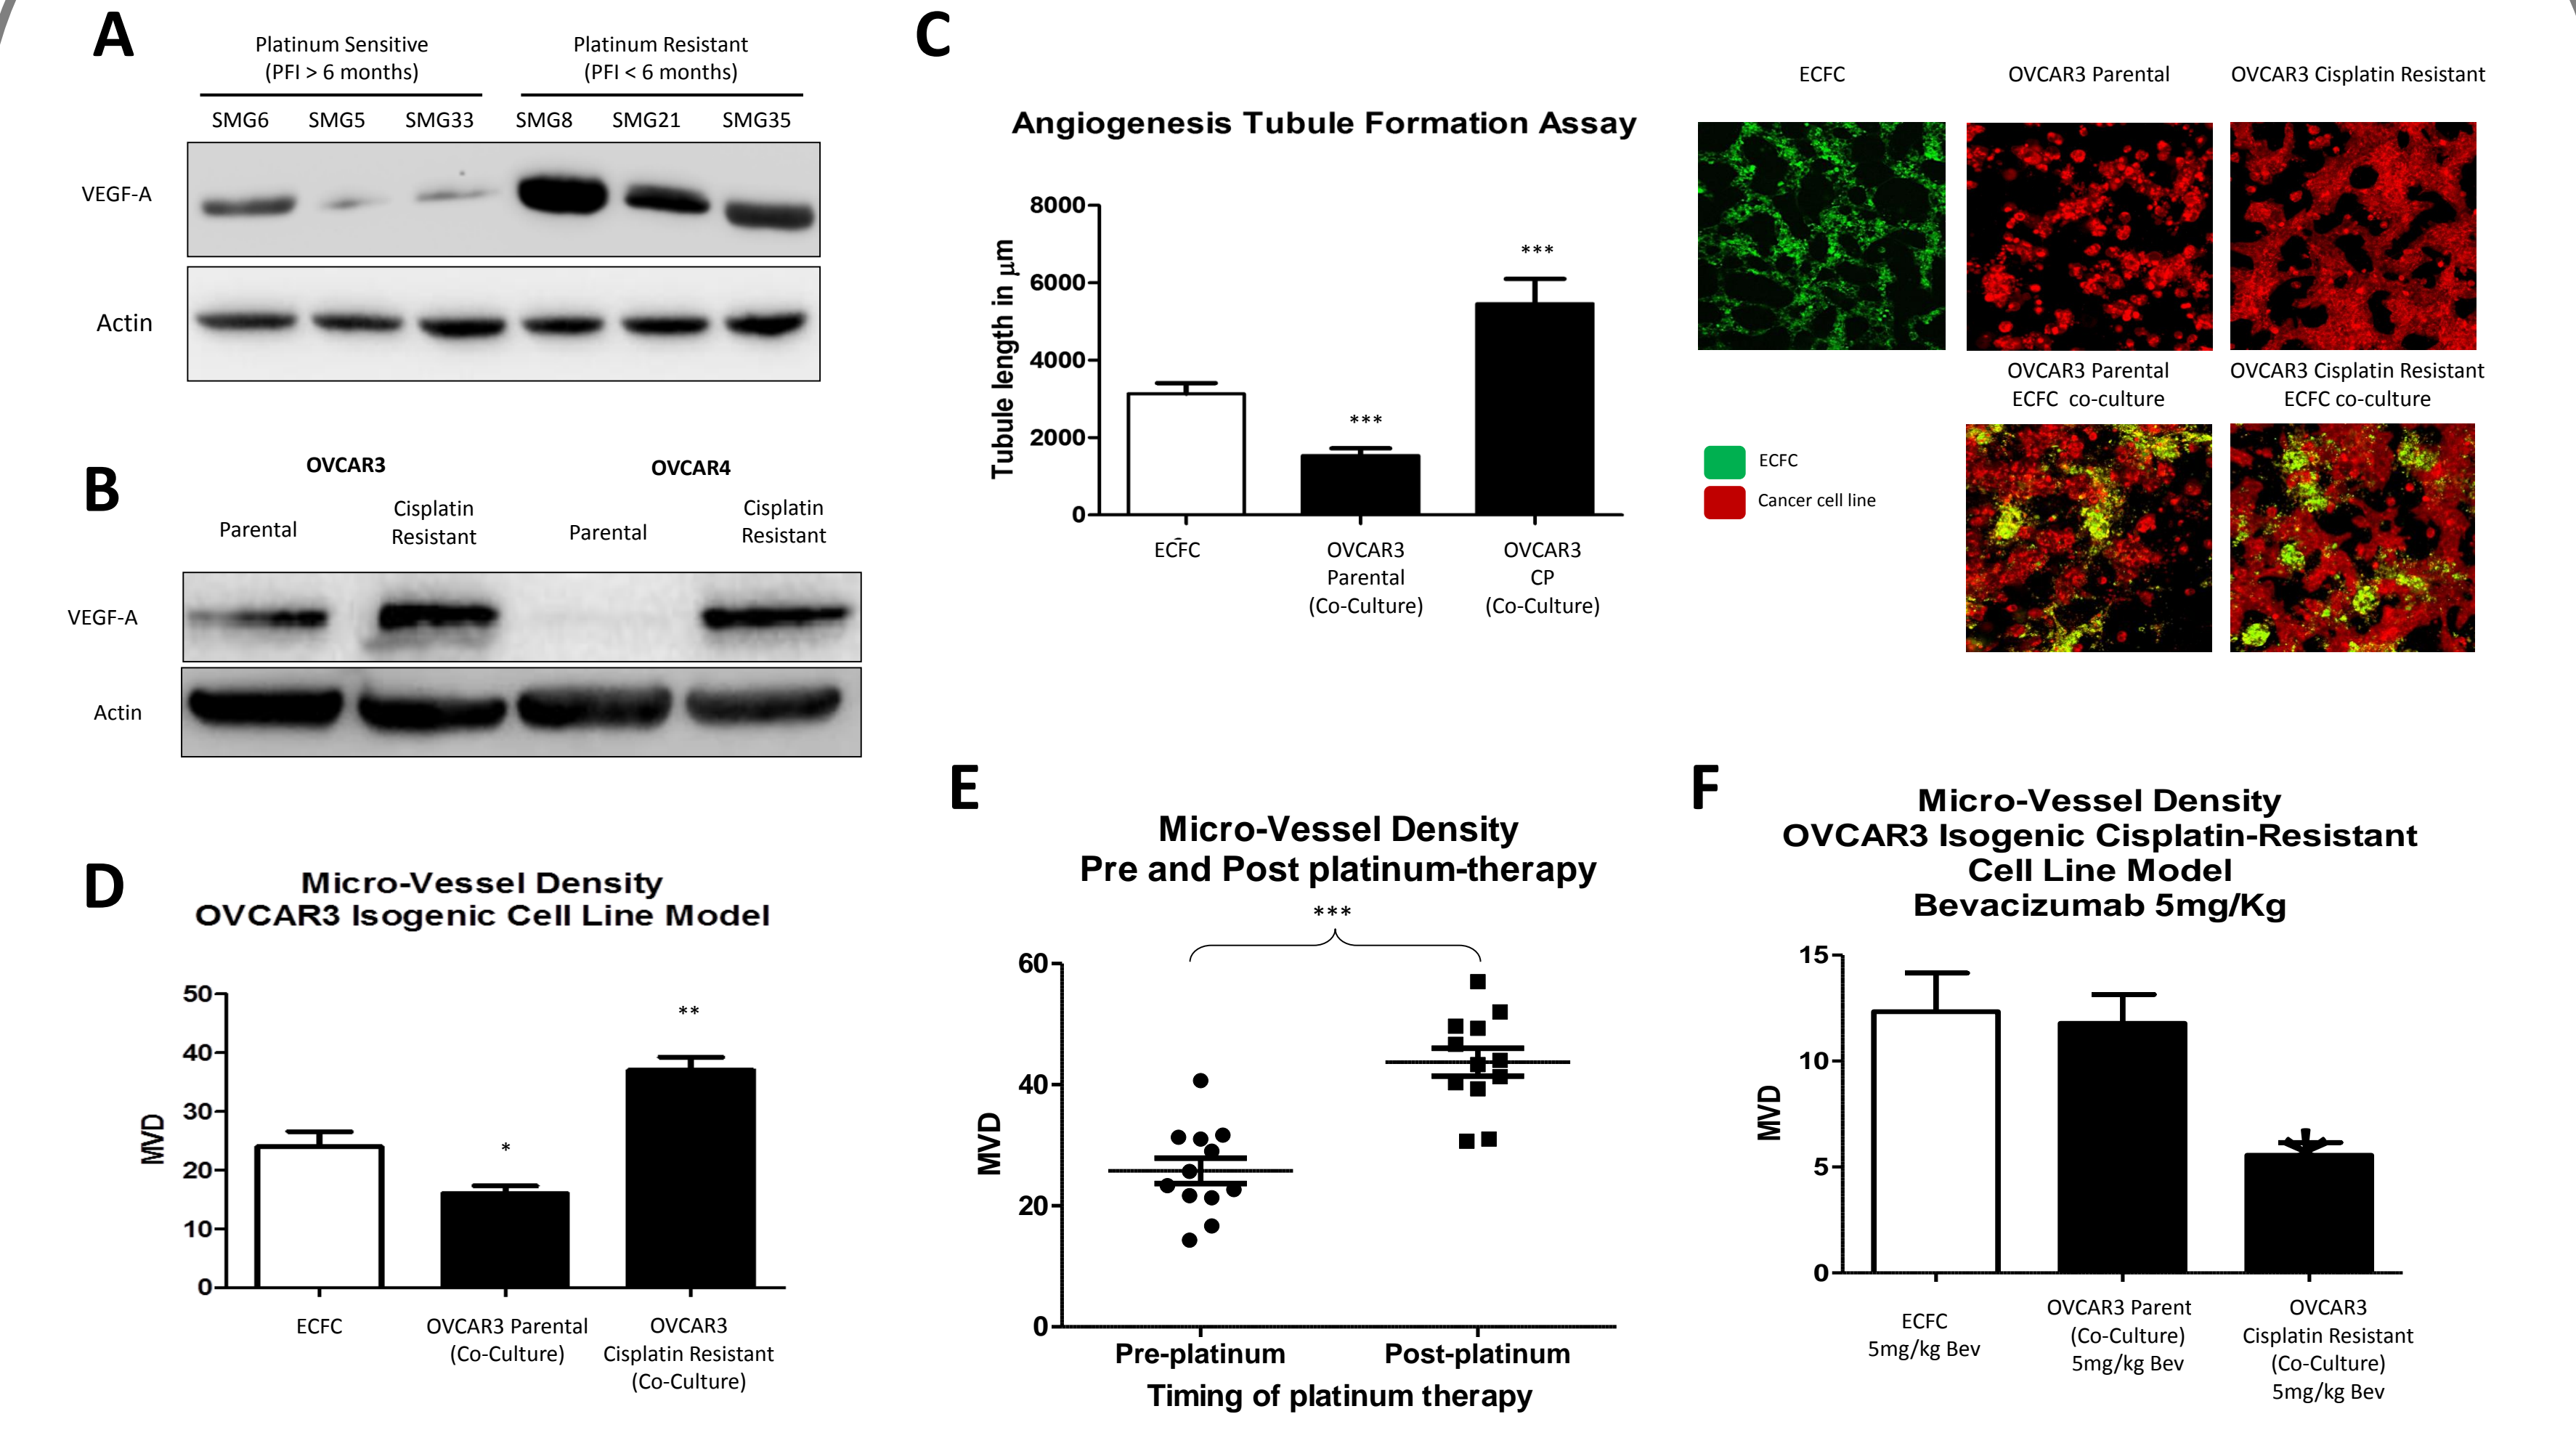 A
Platinum Sensitive
(PFI > 6 months)
Platinum Resistant
(PFI < 6 months)
SMG6 SMG5 SMG33 SMG8 SMG21 SMG35
VEGF-A
Actin
B
OVCAR3
OVCAR4
Parental
Cisplatin
Resistant
Parental
Cisplatin
Resistant
VEGF-A
Actin
C
Angiogenesis Tubule Formation Assay
Tubule length in μm
8000
6000
4000
2000
0
***
***
ECFC
OVCAR3
Parental
(Co-Culture)
OVCAR3
CP
(Co-Culture)
ECFC
OVCAR3 Parental
OVCAR3 Cisplatin Resistant
OVCAR3 Parental
ECFC co-culture
OVCAR3 Cisplatin Resistant
ECFC co-culture
ECFC
Cancer cell line
D
Micro-Vessel Density
OVCAR3 Isogenic Cell Line Model
MVD
50
40
30
20
10
0
*
**
ECFC
OVCAR3 Parental
(Co-Culture)
OVCAR3
Cisplatin Resistant
(Co-Culture)
E
Micro-Vessel Density
Pre and Post platinum-therapy
***
MVD
60
40
20
0
Pre-platinum
Post-platinum
Timing of platinum therapy
F
Micro-Vessel Density
OVCAR3 Isogenic Cisplatin-Resistant
Cell Line Model
Bevacizumab 5mg/Kg
MVD
15
10
5
0
*
ECFC
5mg/kg Bev
OVCAR3 Parent
(Co-Culture)
5mg/kg Bev
OVCAR3
Cisplatin Resistant
(Co-Culture)
5mg/kg Bev